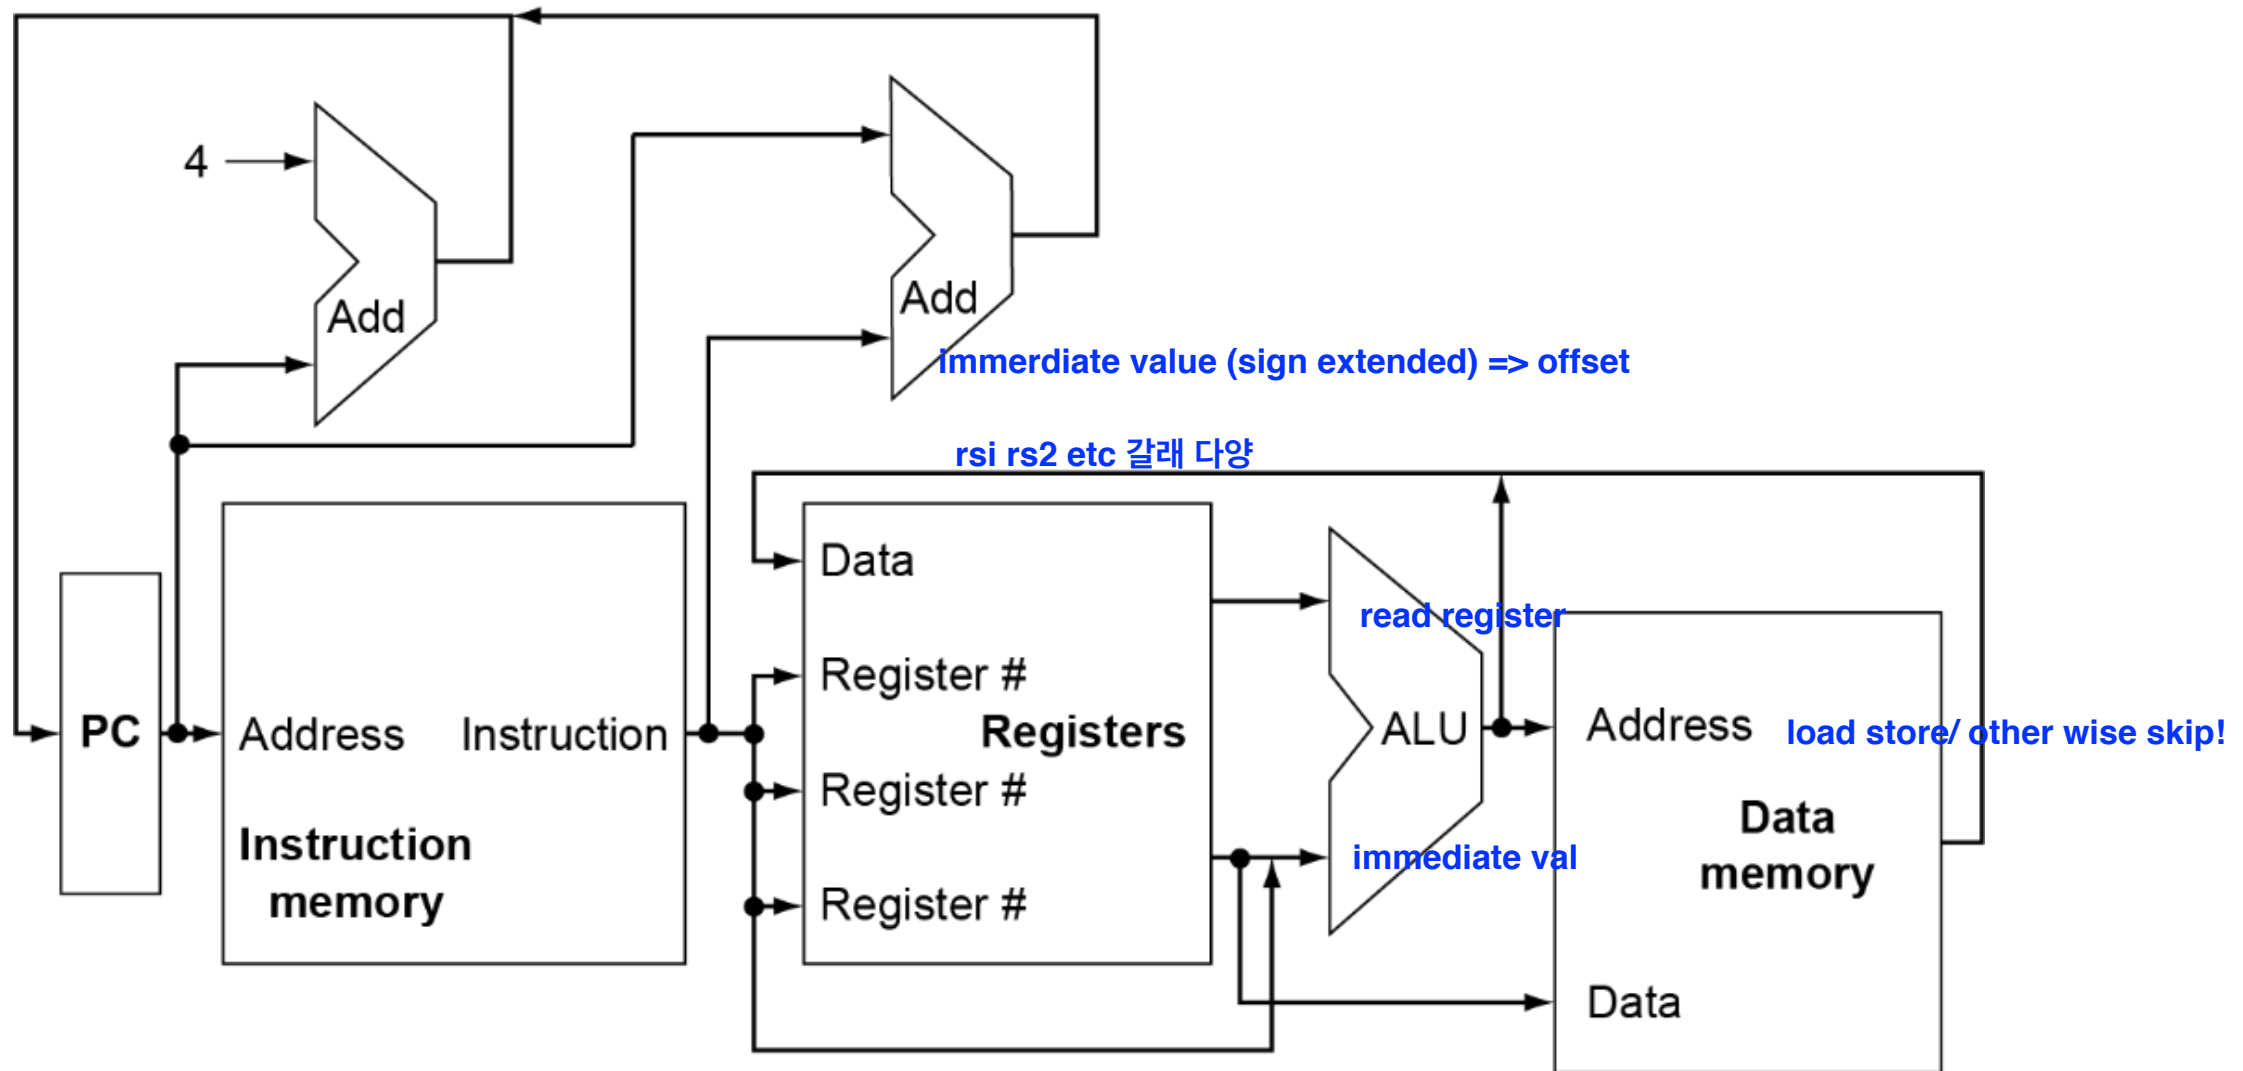 4
Add
Add
immerdiate value (sign extended) => offset
rsi rs2 etc 갈래 다양
Data
read register
Register #
PC
Address
Instruction
Registers
ALU
Address
load store/ other wise skip!
Register #
Instruction
memory
Data
memory
immediate val
Register #
Data